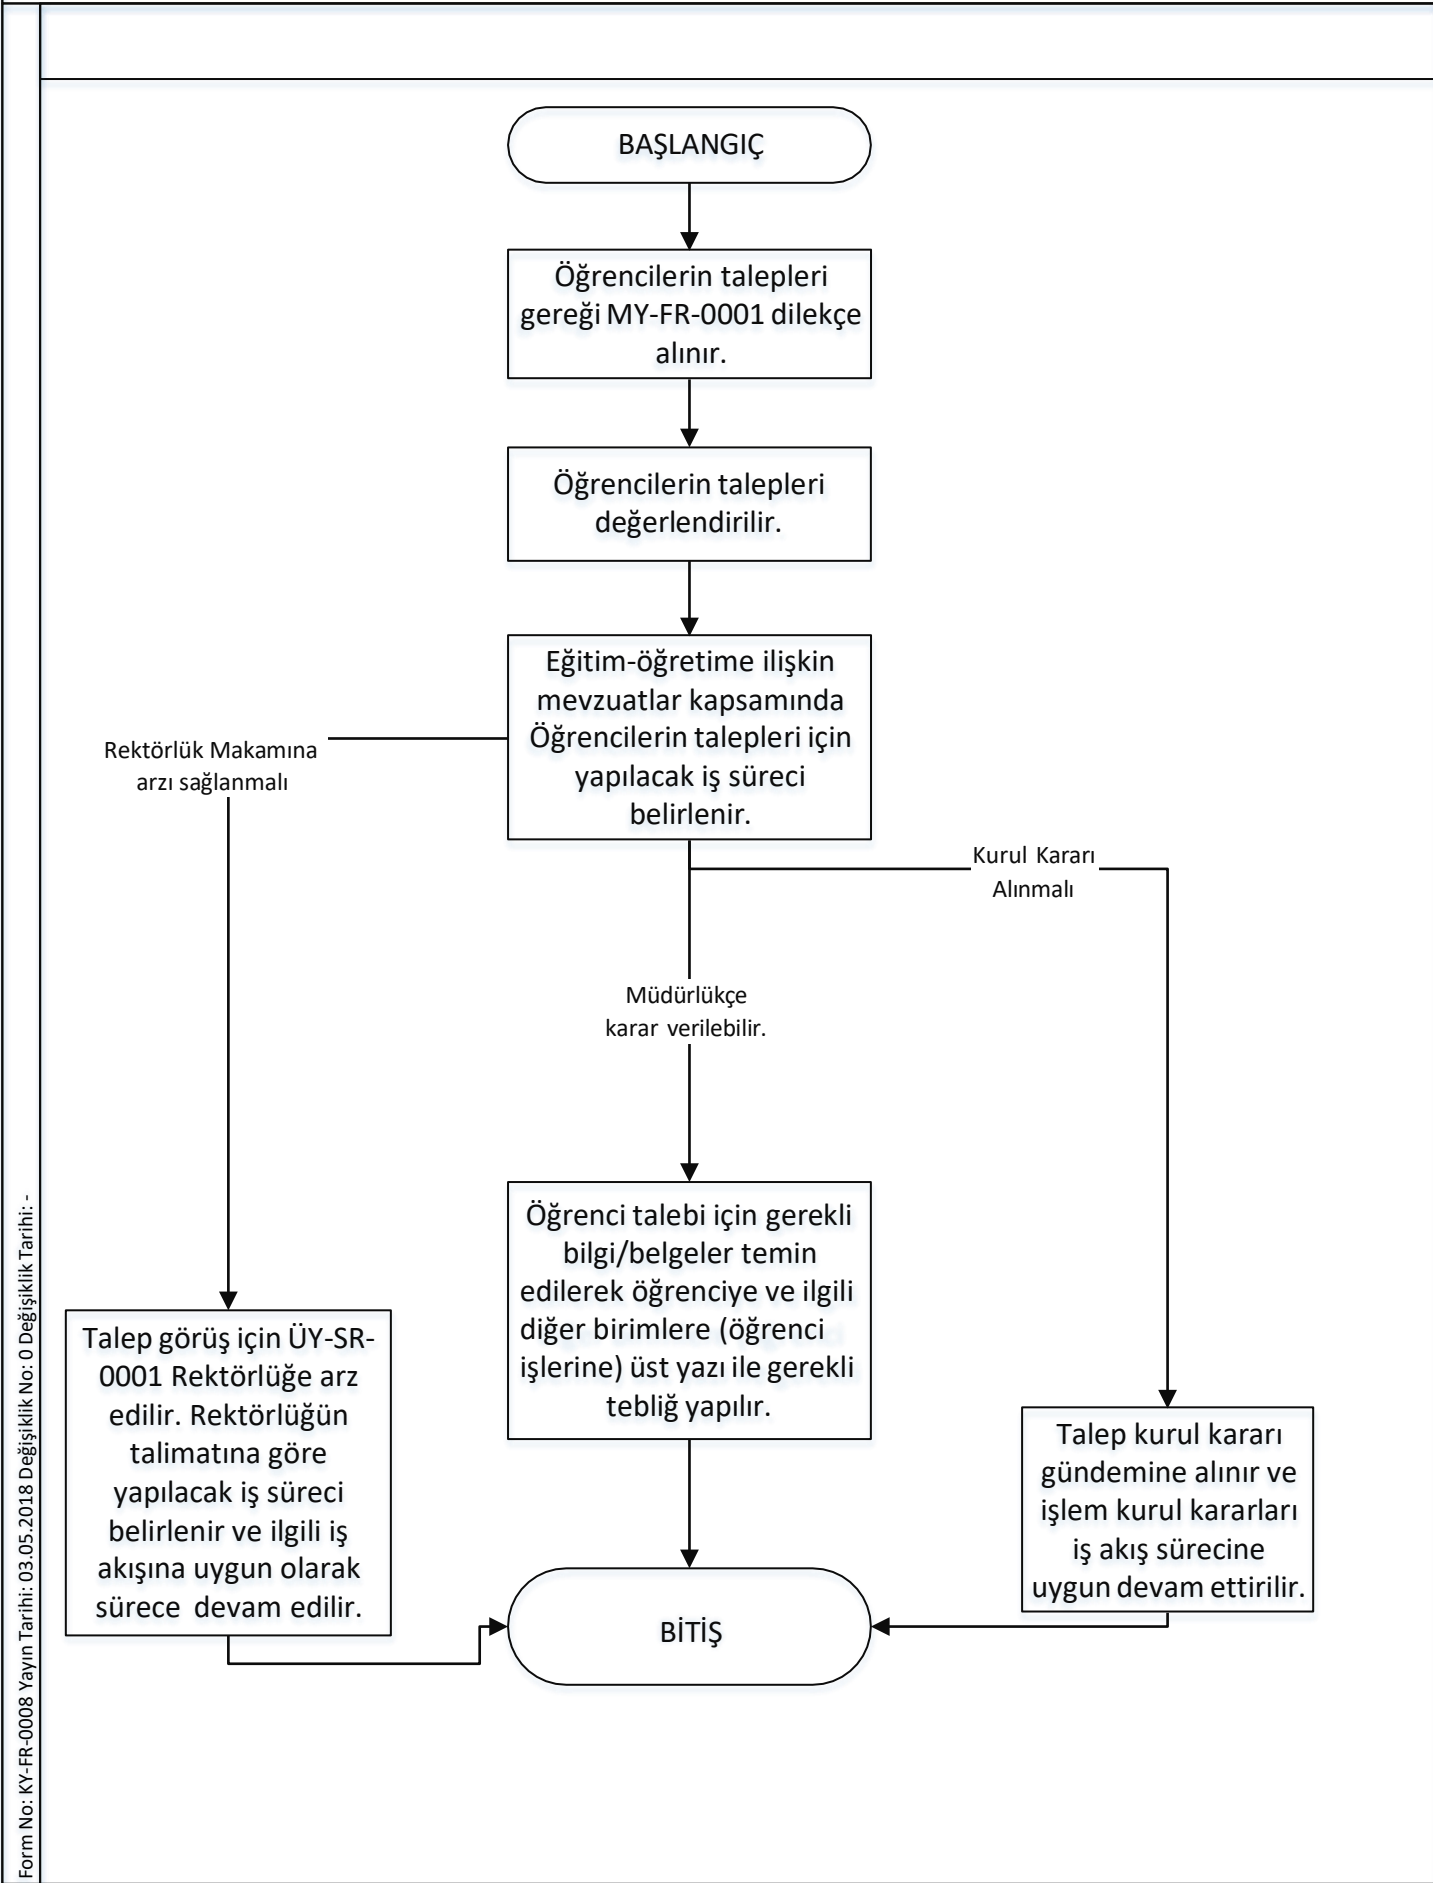 BAŞLANGIÇ
Öğrencilerin talepleri
gereği MY-FR-0001 dilekçe
alınır.
Öğrencilerin talepleri
değerlendirilir.
Eğitim-öğretime ilişkin
mevzuatlar kapsamında
Öğrencilerin talepleri için
yapılacak iş süreci
belirlenir.
Rektörlük Makamına
arzı sağlanmalı
Kurul Kararı
Alınmalı
Müdürlükçe
karar verilebilir.
Öğrenci talebi için gerekli
bilgi/belgeler temin
edilerek öğrenciye ve ilgili
diğer birimlere (öğrenci
işlerine) üst yazı ile gerekli
tebliğ yapılır.
Talep görüş için ÜY-SR-
0001 Rektörlüğe arz
edilir. Rektörlüğün
talimatına göre
yapılacak iş süreci
belirlenir ve ilgili iş
akışına uygun olarak
sürece devam edilir.
Talep kurul kararı
gündemine alınır ve
işlem kurul kararları
iş akış sürecine
uygun devam ettirilir.
BİTİŞ
Form No: KY-FR-0008 Yayın Tarihi: 03.05.2018 Değişiklik No: 0 Değişiklik Tarihi: -